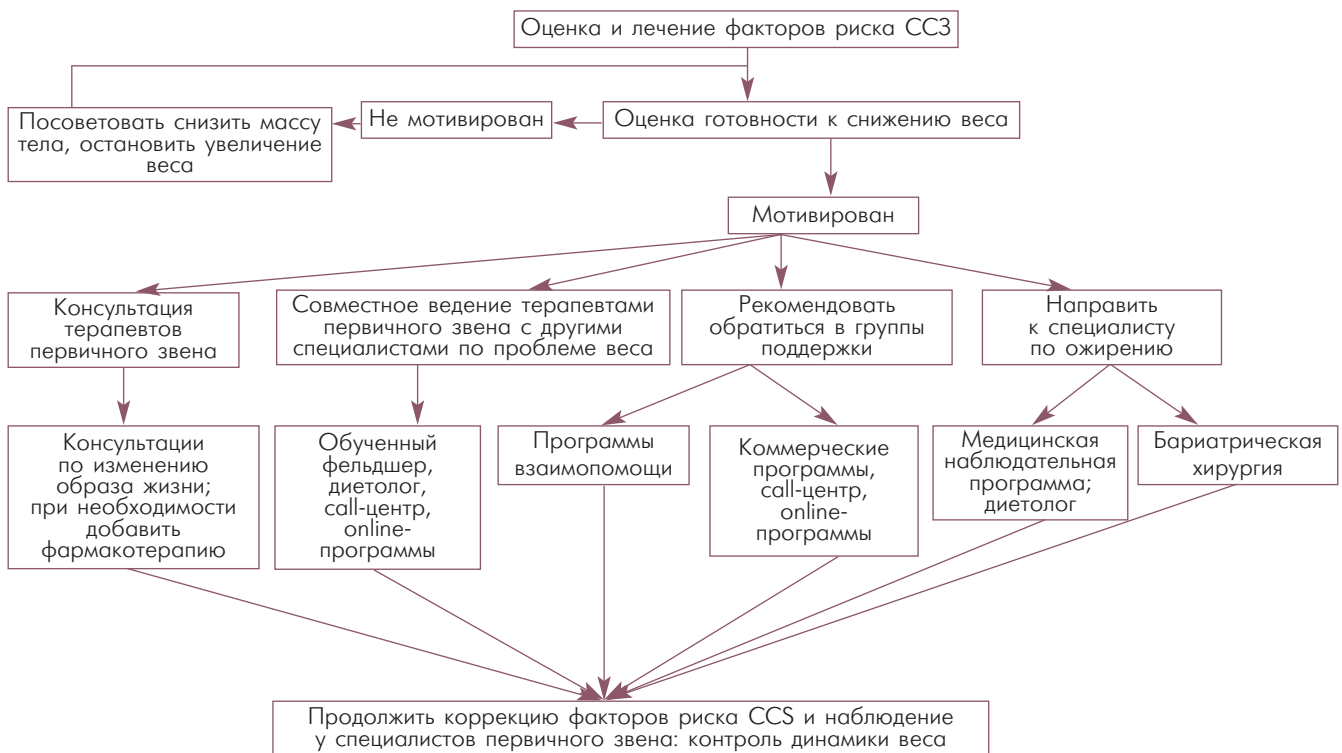 Оценка и лечение факторов риска ССЗ
Посоветовать снизить массу
тела, остановить увеличение
веса
Не мотивирован
Оценка готовности к снижению веса
Мотивирован
Консультация
терапевтов
первичного звена
Совместное ведение терапевтами
первичного звена с другими
специалистами по проблеме веса
Рекомендовать
обратиться в группы
поддержки
Направить
к специалисту
по ожирению
Консультации
по изменению
образа жизни;
при необходимости
добавить
фармакотерапию
Обученный
фельдшер,
диетолог,
call-центр,
online-
программы
Программы
взаимопомощи
Коммерческие
программы,
call-центр,
online-
программы
Медицинская
наблюдательная
программа;
диетолог
Бариатрическая
хирургия
Продолжить коррекцию факторов риска CCS и наблюдение
у специалистов первичного звена: контроль динамики веса